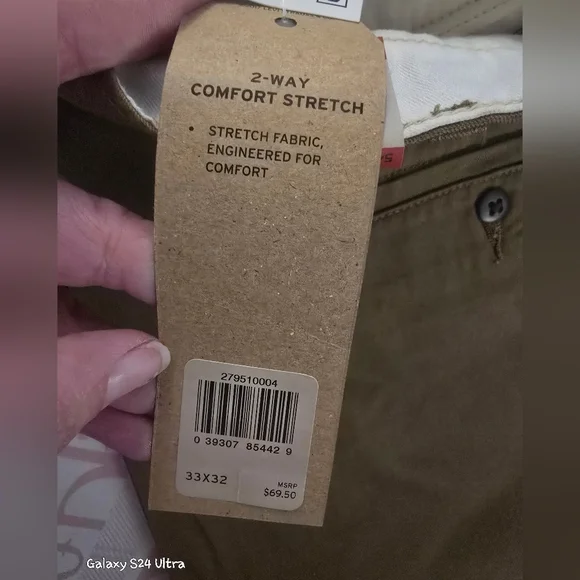 2-WAY
COMFORT STRETCH
• STRETCH FABRIC,
ENGINEERED FOR
COMFORT
279510004
0 39307 85442 9
33X32
MSRP
$69.50
Galaxy S24 Ultra